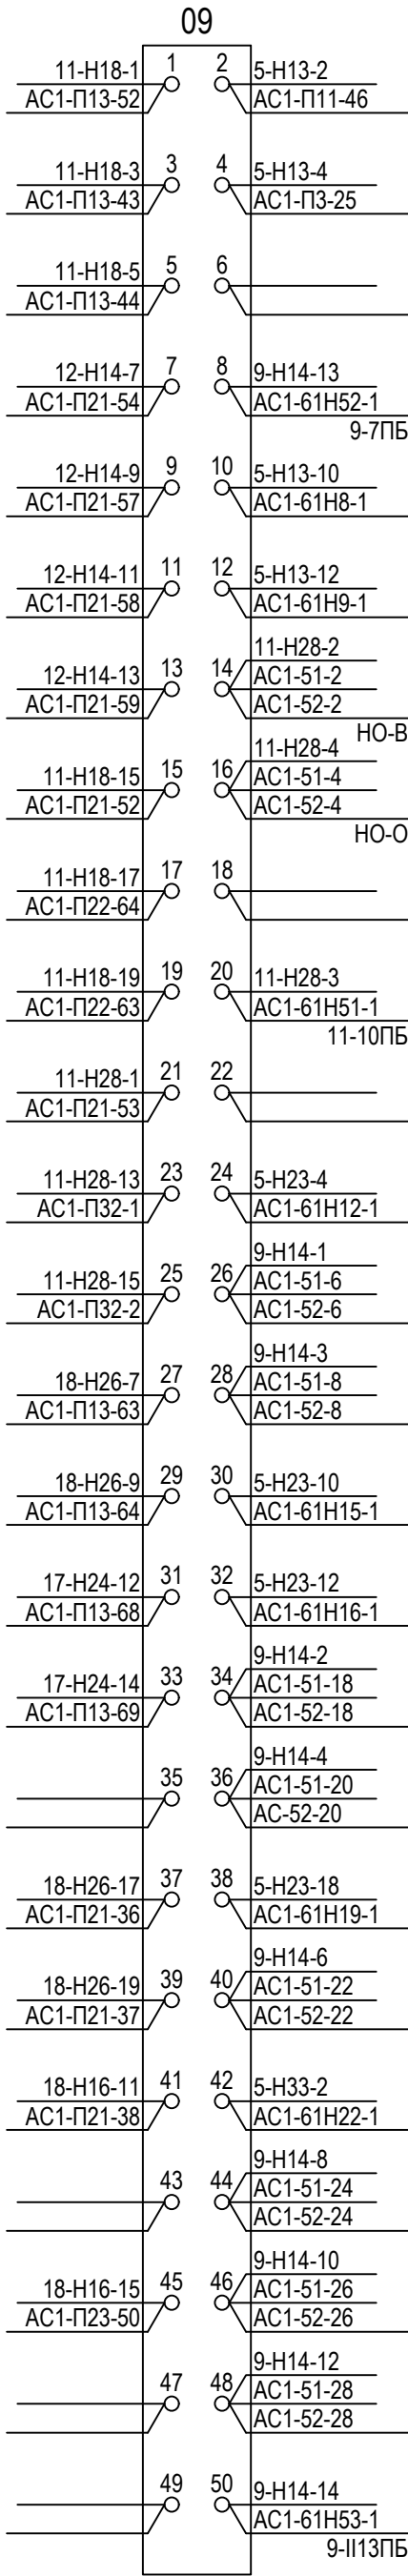 09
11-Н18-1 1 2 5-Н13-2
АС1-П13-52 АС1-П11-46
11-Н18-3 3 4 5-Н13-4
АС1-П13-43 АС1-П3-25
11-Н18-5 5 6
АС1-П13-44
12-Н14-7 7 8 9-Н14-13
АС1-П21-54 АС1-61Н52-1
9-7ПБ
12-Н14-9 9 10 5-Н13-10
АС1-П21-57 АС1-61Н8-1
12-Н14-11 11 12 5-Н13-12
АС1-П21-58 АС1-61Н9-1
11-Н28-2
12-Н14-13 13 14 АС1-51-2
АС1-П21-59 АС1-52-2
НО-В
11-Н28-4
11-Н18-15 15 16 АС1-51-4
АС1-П21-52 АС1-52-4
НО-О
11-Н18-17 17 18
АС1-П22-64
11-Н18-19 19 20 11-Н28-3
АС1-П22-63 АС1-61Н51-1
11-10ПБ
11-Н28-1 21 22
АС1-П21-53
11-Н28-13 23 24 5-Н23-4
АС1-П32-1 АС1-61Н12-1
9-Н14-1
11-Н28-15 25 26 АС1-51-6
АС1-П32-2 АС1-52-6
9-Н14-3
18-Н26-7 27 28 АС1-51-8
АС1-П13-63 АС1-52-8
18-Н26-9 29 30 5-Н23-10
АС1-П13-64 АС1-61Н15-1
17-Н24-12 31 32 5-Н23-12
АС1-П13-68 АС1-61Н16-1
9-Н14-2
17-Н24-14 33 34 АС1-51-18
АС1-П13-69 АС1-52-18
9-Н14-4
35 36 АС1-51-20
АС-52-20
18-Н26-17 37 38 5-Н23-18
АС1-П21-36 АС1-61Н19-1
9-Н14-6
18-Н26-19 39 40 АС1-51-22
АС1-П21-37 АС1-52-22
18-Н16-11 41 42 5-Н33-2
АС1-П21-38 АС1-61Н22-1
9-Н14-8
43 44 АС1-51-24
АС1-52-24
9-Н14-10
18-Н16-15 45 46 АС1-51-26
АС1-П23-50 АС1-52-26
9-Н14-12
47 48 АС1-51-28
АС1-52-28
49 50 9-Н14-14
АС1-61Н53-1
9-II13ПБ